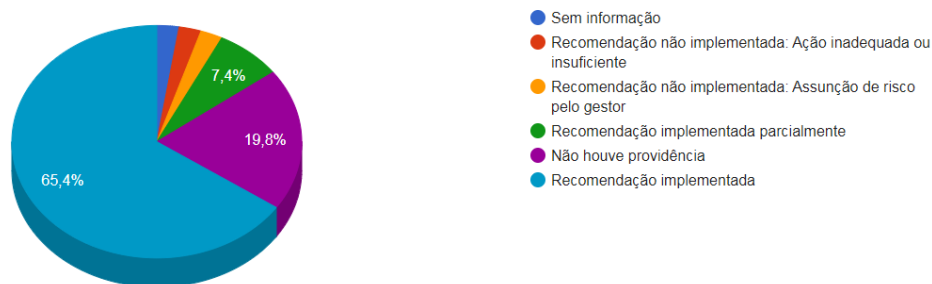 Sem informação
Recomendação não implementada: Ação inadequada ou
insuficiente
Recomendação não implementada: Assunção de risco
pelo gestor
Recomendação implementada parcialmente
Não houve providência
Recomendação implementada
7,4%
19,8%
65,4%